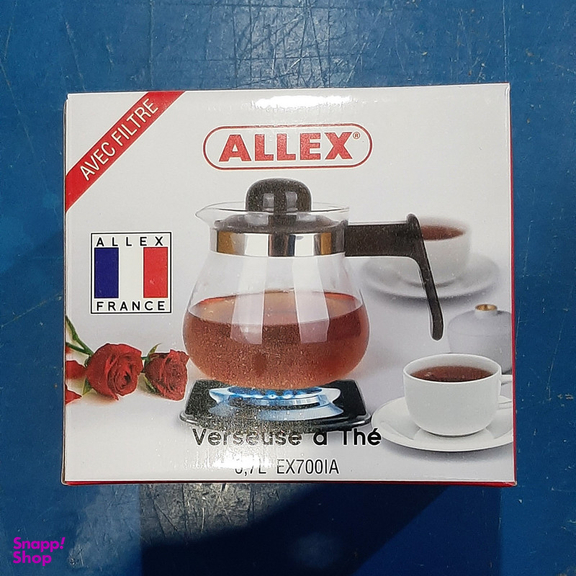 AVEC FILTRE
ALLEX®
ALLEX
FRANCE
Verseuse à Thé
0,7L EX700IA
Snapp!
Shop